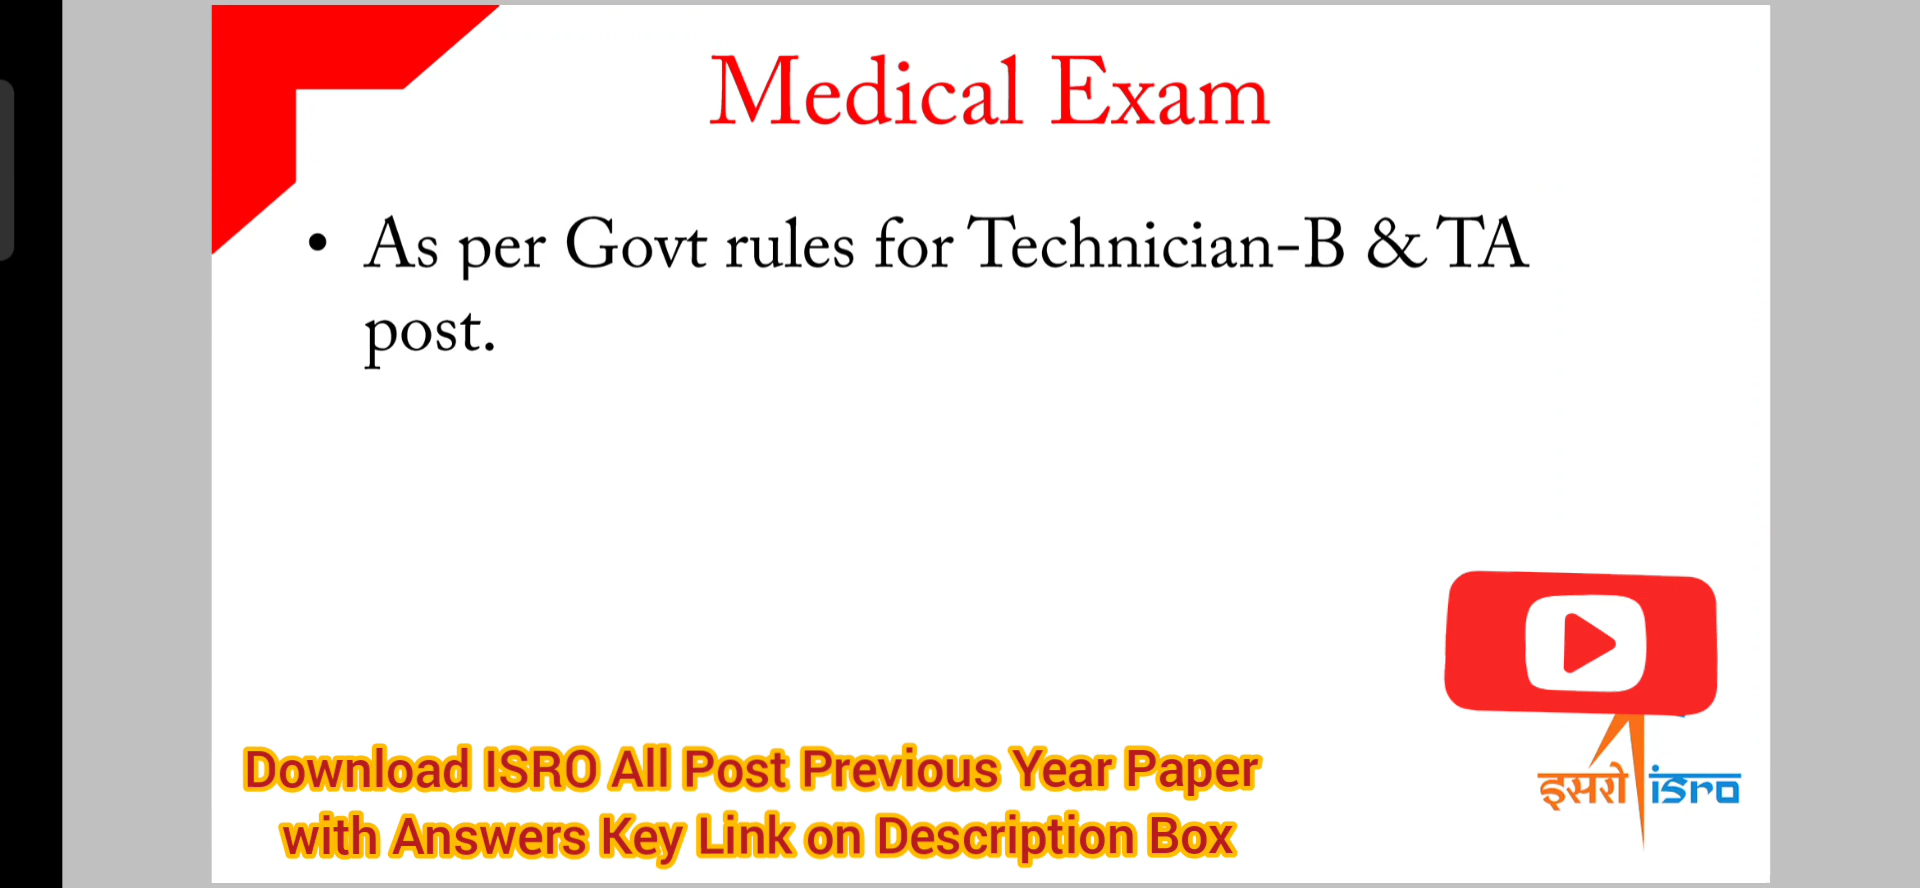 Medical Exam
• As per Govt rules for Technician-B & TA
post.
Download ISRO All Post Previous Year Paper
with Answers Key Link on Description Box
इसरो isro